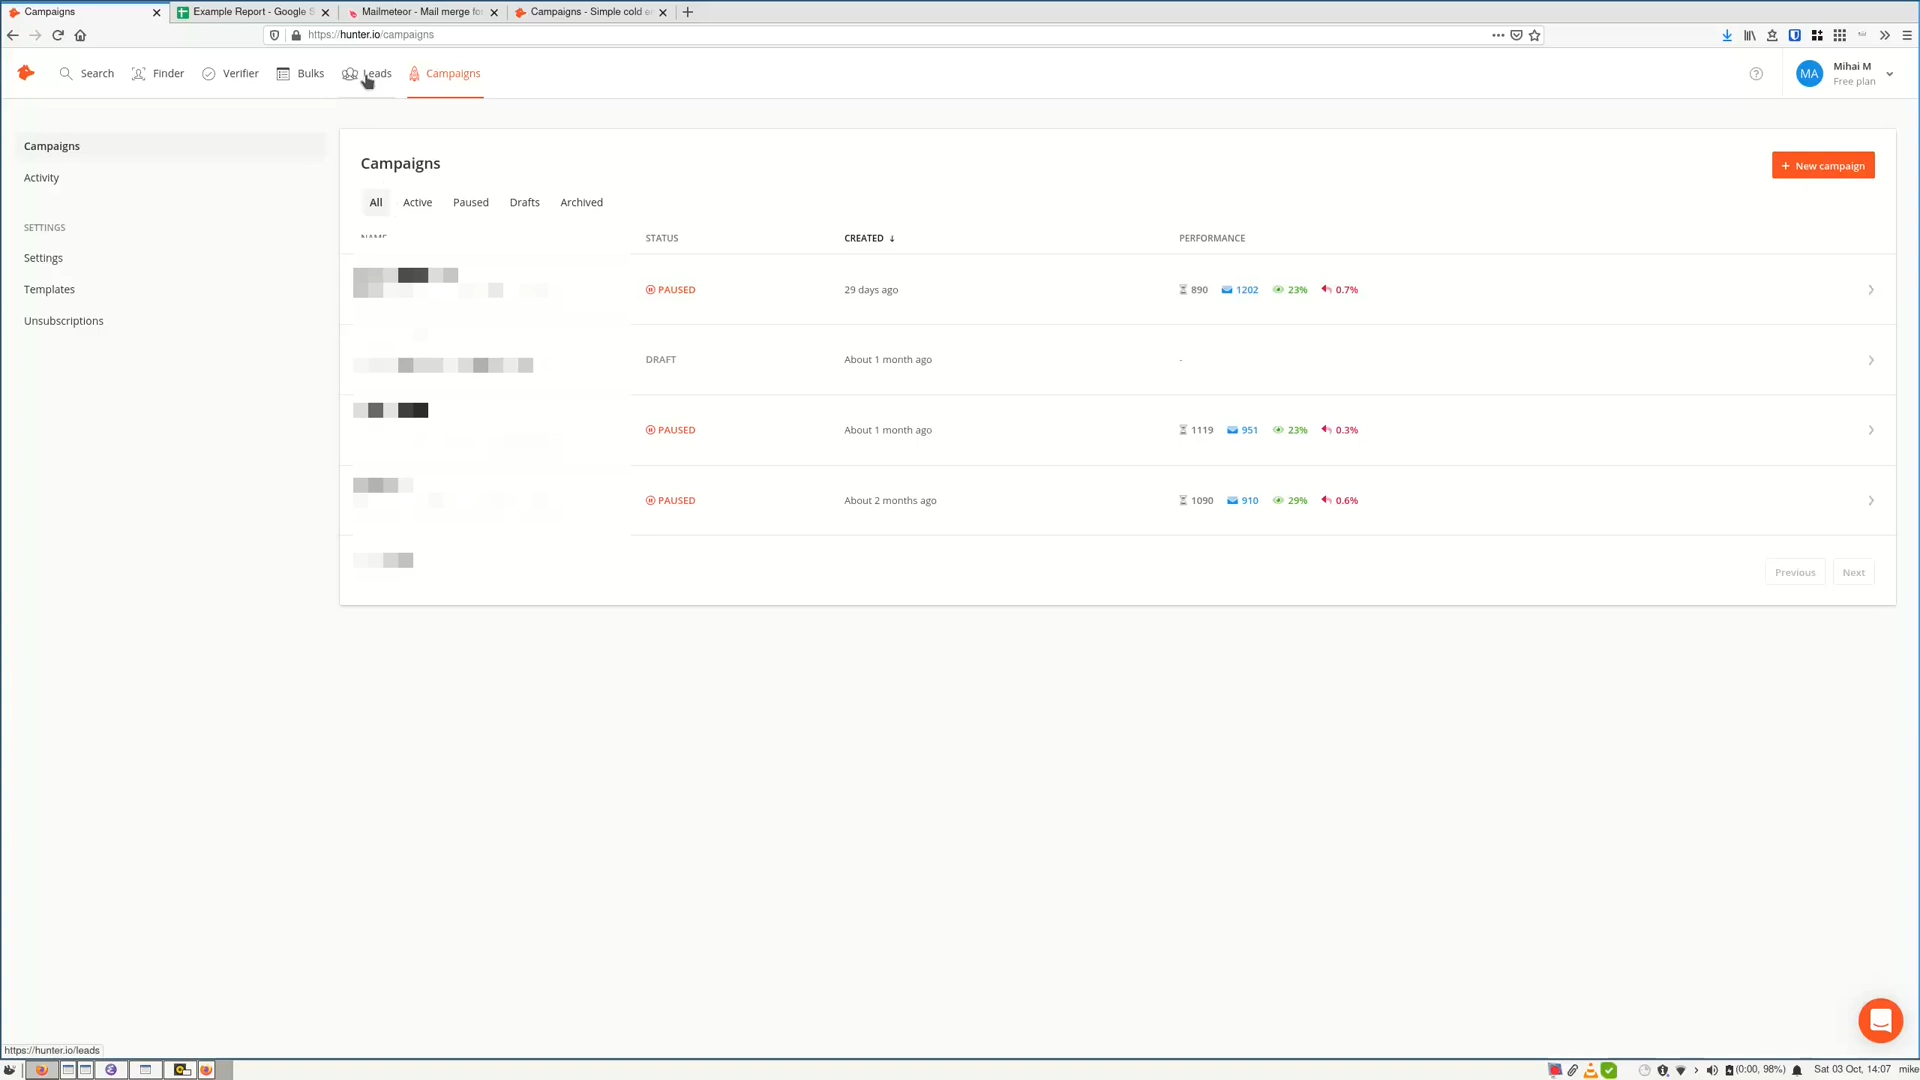 Campaigns
Example Report - Google S
Mailmeteor - Mail merge fo
Campaigns - Simple cold e
https://hunter.io/campaigns
Search
Finder
Verifier
Bulks
Leads
Campaigns
MA
Mihai M
Free plan
Campaigns
Activity
SETTINGS
Settings
Templates
Unsubscriptions
Campaigns
+ New campaign
All
Active
Paused
Drafts
Archived
NAME
STATUS
CREATED ↓
PERFORMANCE
PAUSED
29 days ago
890
1202
23%
0.7%
DRAFT
About 1 month ago
-
PAUSED
About 1 month ago
1119
951
23%
0.3%
PAUSED
About 2 months ago
1090
910
29%
0.6%
Previous
Next
https://hunter.io/leads
(0:00, 98%)
Sat 03 Oct, 14:07
mike